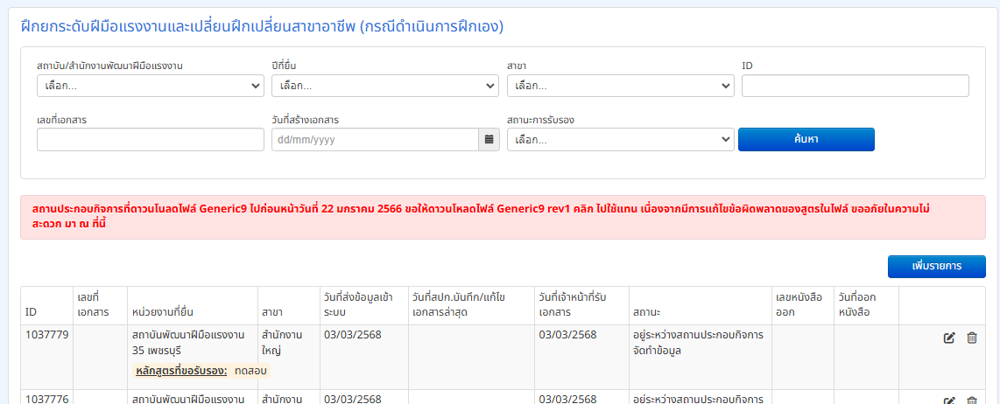 ฝึกยกระดับฝีมือแรงงานและเปลี่ยนฝึกเปลี่ยนสาขาอาชีพ (กรณีดำเนินการฝึกเอง)
สถาบัน/สำนักงานพัฒนาฝีมือแรงงาน ปีที่ยื่น สาขา ID
เลือก... เลือก... เลือก...
เลขที่เอกสาร วันที่สร้างเอกสาร สถานะการรับรอง
dd/mm/yyyy เลือก... ค้นหา
สถานประกอบกิจการที่ดาวนโนลดไฟล์ Generic9 ไปก่อนหน้าวันที่ 22 มกราคม 2566 ขอให้ดาวนโหลดไฟล์ Generic9 rev1 คลิก ไปใช้แทน เนื่องจากมีการแก้ไขข้อผิดพลาดของสูตรในไฟล์ ขออภัยในความไม่
สะดวก มา ณ ที่นี้
เพิ่มรายการ
เลขที่ วันที่ส่งข้อมูลเข้า วันที่สปก.บันทึก/แก้ไข วันที่เจ้าหน้าที่รับ เลขหนังสือ วันที่ออก
ID เอกสาร หน่วยงานที่ยื่น สาขา ระบบ เอกสารล่าสุด เอกสาร สถานะ ออก หนังสือ
1037779 สถาบันพัฒนาฝีมือแรงงาน สำนักงาน 03/03/2568 03/03/2568 อยู่ระหว่างสถานประกอบกิจการ
35 เพชรบุรี ใหญ่ จัดทำข้อมูล
หลักสูตรที่ขอรับรอง: ทดสอบ
1037776 สถาบันพัฒนาฝีมือแรงงาน สำนักงาน 03/03/2568 03/03/2568 อยู่ระหว่างสถานประกอบกิจการ